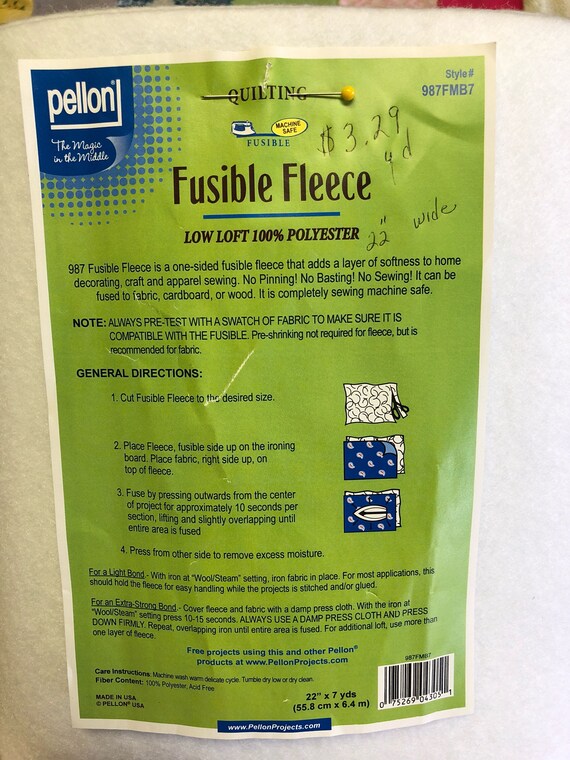 pellon
The Magic
in the Middle
Style#
987FMB7
QUILTING
MACHINE
SAFE
FUSIBLE
$3.29
yd
Fusible Fleece
22" wide
LOW LOFT 100% POLYESTER
987 Fusible Fleece is a one-sided fusible fleece that adds a layer of softness to home
decorating, craft and apparel sewing. No Pinning! No Basting! No Sewing! It can be
fused to fabric, cardboard, or wood. It is completely sewing machine safe.
NOTE: ALWAYS PRE-TEST WITH A SWATCH OF FABRIC TO MAKE SURE IT IS
COMPATIBLE WITH THE FUSIBLE. Pre-shrinking not required for fleece, but is
recommended for fabric.
GENERAL DIRECTIONS:
1. Cut Fusible Fleece to the desired size.
2. Place Fleece, fusible side up on the ironing
board. Place fabric, right side up, on
top of fleece.
3. Fuse by pressing outwards from the center
of project for approximately 10 seconds per
section, lifting and slightly overlapping until
entire area is fused
4. Press from other side to remove excess moisture.
For a Light Bond - With iron at "Wool/Steam" setting, iron fabric in place. For most applications, this
should hold the fleece for easy handling while the projects is stitched and/or glued.
For an Extra-Strong Bond - Cover fleece and fabric with a damp press cloth. With the iron at
"Wool/Steam" setting press 10-15 seconds. ALWAYS USE A DAMP PRESS CLOTH AND PRESS
DOWN FIRMLY. Repeat, overlapping iron until entire area is fused. For additional loft, use more than
one layer of fleece.
Free projects using this and other Pellon®
products at www.PellonProjects.com
Care Instructions: Machine wash warm delicate cycle. Tumble dry low or dry clean.
Fiber Content: 100% Polyester, Acid Free
MADE IN USA
© PELLON® USA
22" x 7 yds
(55.8 cm x 6.4 m)
987FMB7
0 75269 04305 1
www.PellonProjects.com